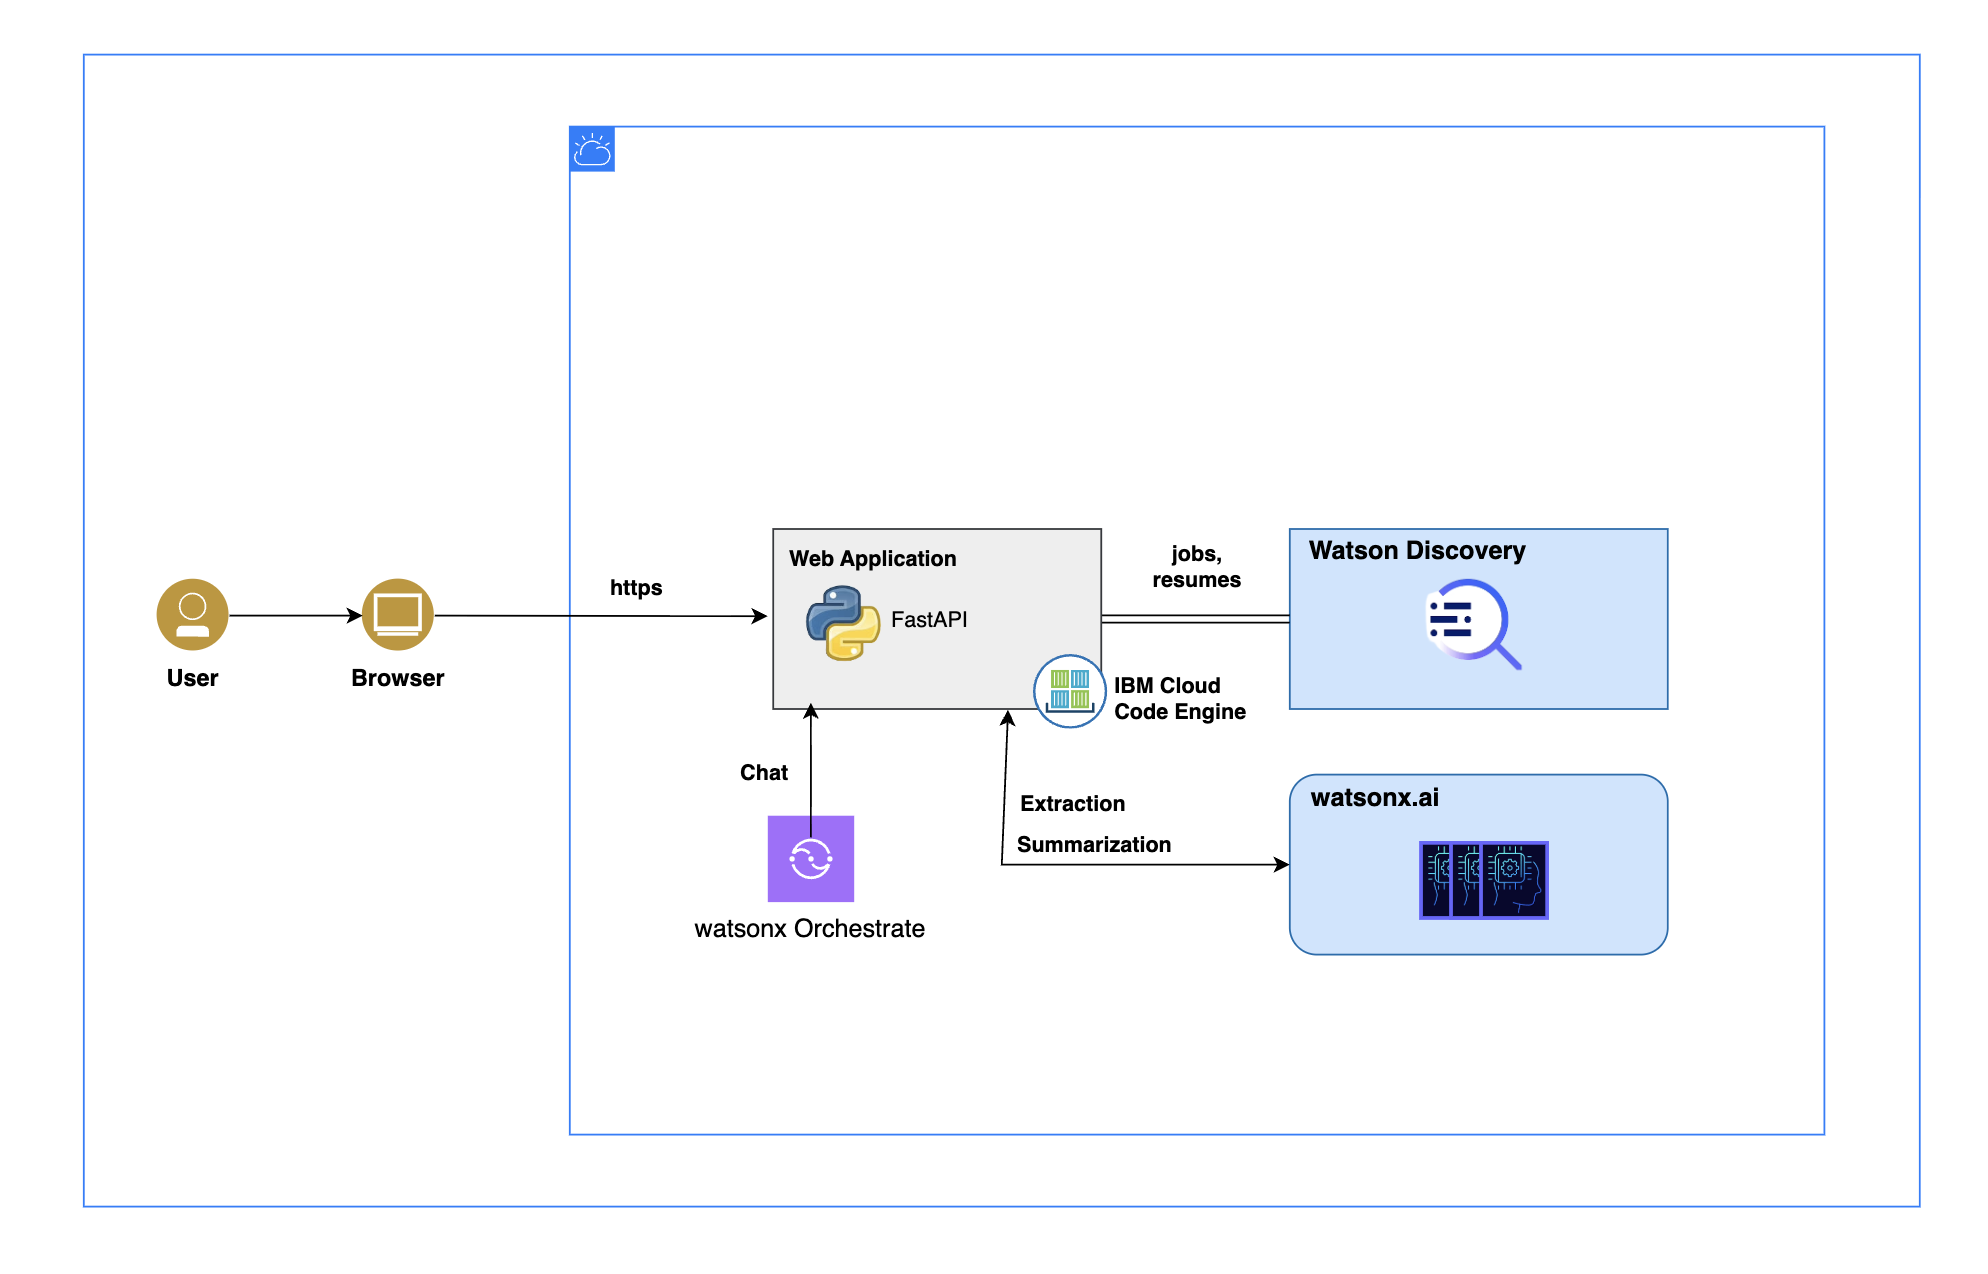 User
Browser
https
Web Application
FastAPI
jobs,
resumes
Watson Discovery
IBM Cloud
Code Engine
Chat
Extraction
Summarization
watsonx.ai
watsonx Orchestrate